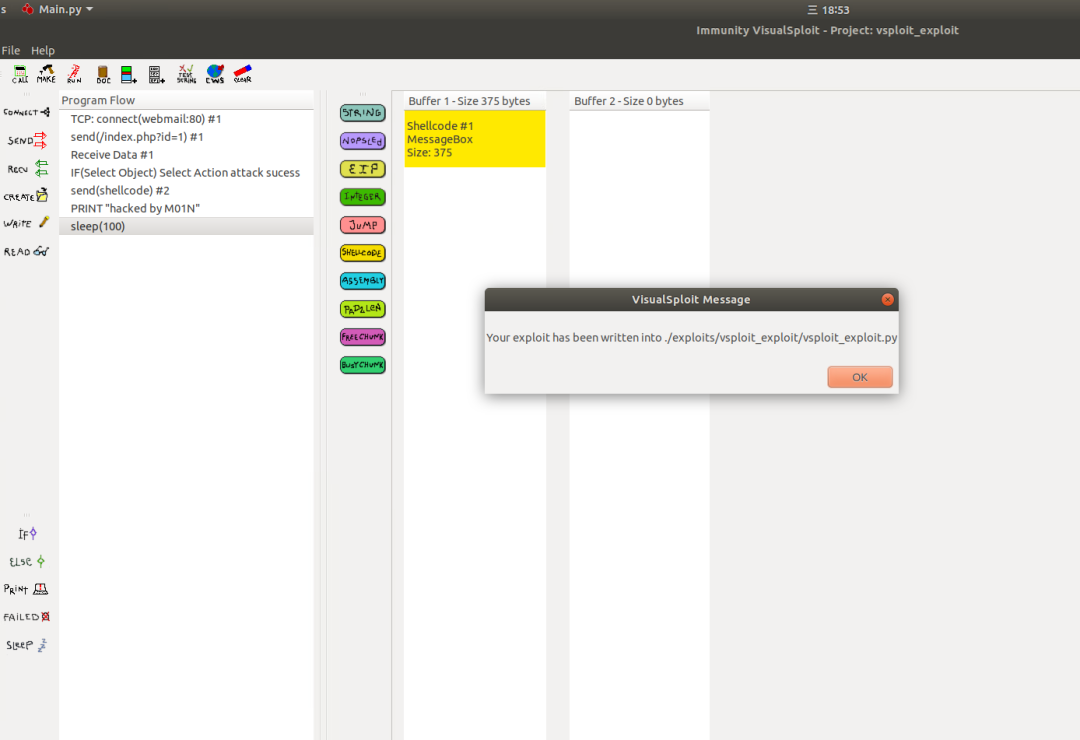 s Main.py 三 18:53
Immunity VisualSploit - Project: vsploit_exploit
File Help
CALL MAKE RUN DOC TEST STRING CWS CLEAR
Program Flow
TCP: connect(webmail:80) #1
send(/index.php?id=1) #1
Receive Data #1
IF(Select Object) Select Action attack sucess
send(shellcode) #2
PRINT "hacked by M01N"
sleep(100)
CONNECT
SEND
RECV
CREATE
WRITE
READ
IF
ELSE
PRINT
FAILED
SLEEP
STRING
NOPSLED
EIP
INTEGER
JUMP
SHELLCODE
ASSEMBLY
FREECHUNK
BUSYCHUNK
Buffer 1 - Size 375 bytes
Shellcode #1
MessageBox
Size: 375
Buffer 2 - Size 0 bytes
VisualSploit Message
Your exploit has been written into ./exploits/vsploit_exploit/vsploit_exploit.py
OK